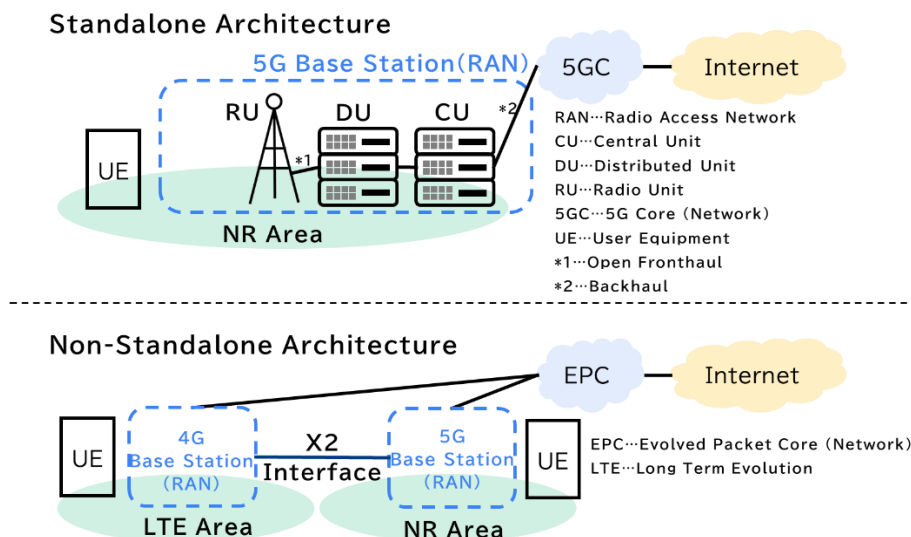 Standalone Architecture
5G Base Station(RAN)
5GC
Internet
RU
DU
CU
*2
*1
UE
NR Area
RAN…Radio Access Network
CU…Central Unit
DU…Distributed Unit
RU…Radio Unit
5GC…5G Core (Network)
UE…User Equipment
*1…Open Fronthaul
*2…Backhaul
Non-Standalone Architecture
EPC
Internet
UE
4G
Base Station
(RAN)
X2
Interface
5G
Base Station
(RAN)
UE
LTE Area
NR Area
EPC…Evolved Packet Core (Network)
LTE…Long Term Evolution